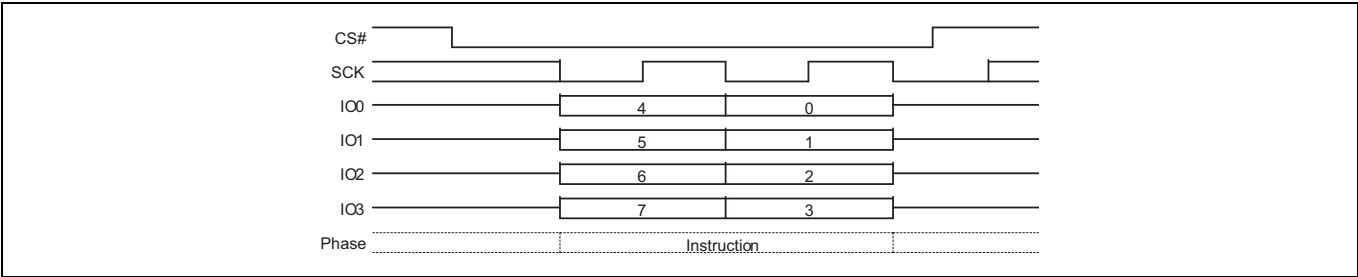 CS#
SCK
IO0 4 0
IO1 5 1
IO2 6 2
IO3 7 3
Phase Instruction